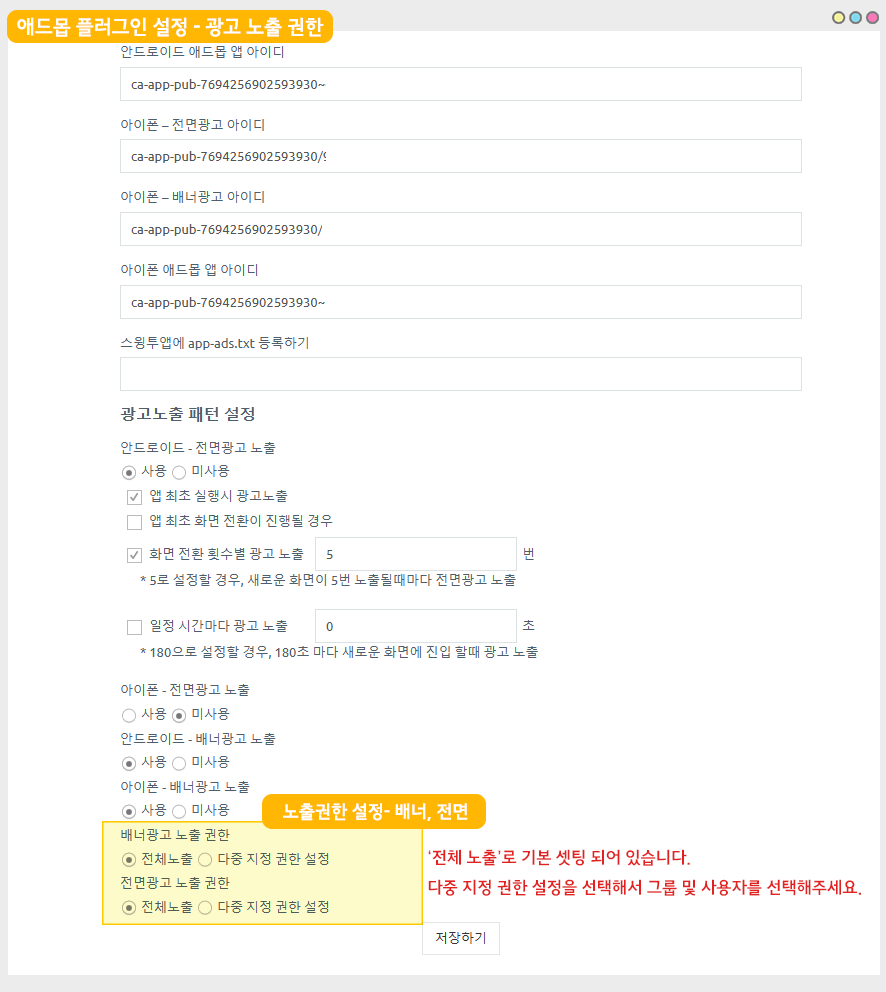 애드몹 플러그인 설정 - 광고 노출 권한
안드로이드 애드몹 앱 아이디
ca-app-pub-7694256902593930~
아이폰 – 전면광고 아이디
ca-app-pub-7694256902593930/9
아이폰 – 배너광고 아이디
ca-app-pub-7694256902593930/
아이폰 애드몹 앱 아이디
ca-app-pub-7694256902593930~
스윙투앱에 app-ads.txt 등록하기
광고노출 패턴 설정
안드로이드 - 전면광고 노출
사용 미사용
앱 최초 실행시 광고노출
앱 최초 화면 전환이 진행될 경우
화면 전환 횟수별 광고 노출 5 번
* 5로 설정할 경우, 새로운 화면이 5번 노출될때마다 전면광고 노출
일정 시간마다 광고 노출 0 초
* 180으로 설정할 경우, 180초 마다 새로운 화면에 진입 할때 광고 노출
아이폰 - 전면광고 노출
사용 미사용
안드로이드 - 배너광고 노출
사용 미사용
아이폰 - 배너광고 노출
사용 미사용
노출권한 설정- 배너, 전면
배너광고 노출 권한
전체노출 다중 지정 권한 설정
전면광고 노출 권한
전체노출 다중 지정 권한 설정
‘전체 노출’로 기본 셋팅 되어 있습니다.
다중 지정 권한 설정을 선택해서 그룹 및 사용자를 선택해주세요.
저장하기